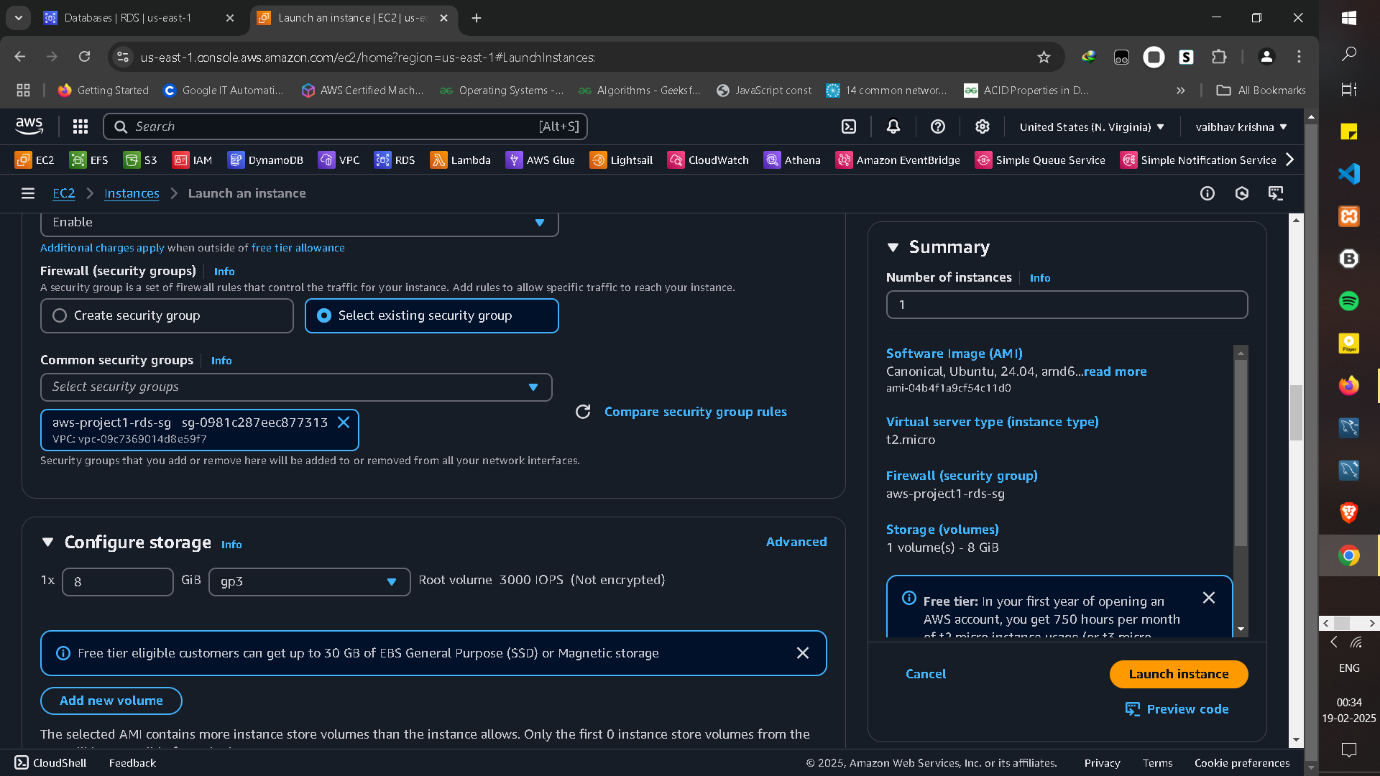 Databases | RDS | us-east-1
Launch an instance | EC2 | us-ea
us-east-1.console.aws.amazon.com/ec2/home?region=us-east-1#LaunchInstances:
Getting Started
Google IT Automati...
AWS Certified Mach...
Operating Systems -...
Algorithms - Geeksf...
JavaScript const
14 common networ...
ACID Properties in D...
»
All Bookmarks
aws
Search
[Alt+S]
United States (N. Virginia)
vaibhav krishna
EC2
EFS
S3
IAM
DynamoDB
VPC
RDS
Lambda
AWS Glue
Lightsail
CloudWatch
Athena
Amazon EventBridge
Simple Queue Service
Simple Notification Service
EC2 > Instances > Launch an instance
Enable
Additional charges apply when outside of free tier allowance
Firewall (security groups) Info
A security group is a set of firewall rules that control the traffic for your instance. Add rules to allow specific traffic to reach your instance.
Create security group
Select existing security group
Common security groups Info
Select security groups
aws-project1-rds-sg sg-0981c287eec877313
VPC: vpc-09c7369014d8e59f7
Compare security group rules
Security groups that you add or remove here will be added to or removed from all your network interfaces.
Configure storage Info
Advanced
1x 8 GiB gp3 Root volume 3000 IOPS (Not encrypted)
Free tier eligible customers can get up to 30 GB of EBS General Purpose (SSD) or Magnetic storage
Add new volume
The selected AMI contains more instance store volumes than the instance allows. Only the first 0 instance store volumes from the
Summary
Number of instances Info
1
Software Image (AMI)
Canonical, Ubuntu, 24.04, amd6...read more
ami-04b4f1a9cf54c11d0
Virtual server type (instance type)
t2.micro
Firewall (security group)
aws-project1-rds-sg
Storage (volumes)
1 volume(s) - 8 GiB
Free tier: In your first year of opening an
AWS account, you get 750 hours per month
of t2.micro instance usage (or t3.micro
Cancel
Launch instance
Preview code
CloudShell
Feedback
© 2025, Amazon Web Services, Inc. or its affiliates.
Privacy
Terms
Cookie preferences
ENG
00:34
19-02-2025